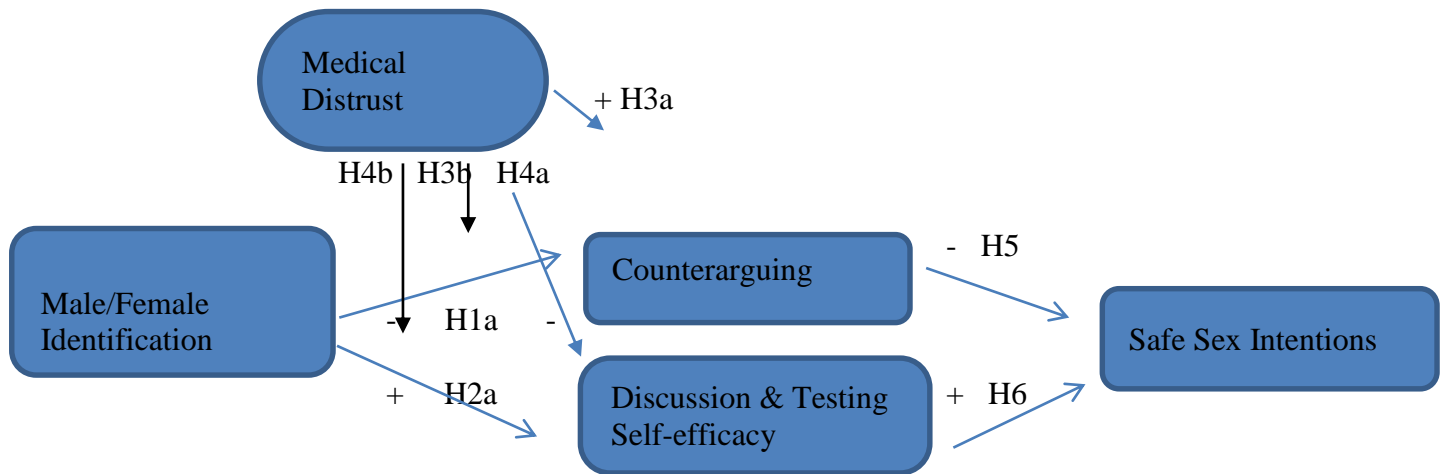 Medical
Distrust
+ H3a
H4b H3b H4a
- H5
Counterarguing
Male/Female
Identification
- H1a -
Safe Sex Intentions
+ H2a
Discussion & Testing
Self-efficacy
+ H6